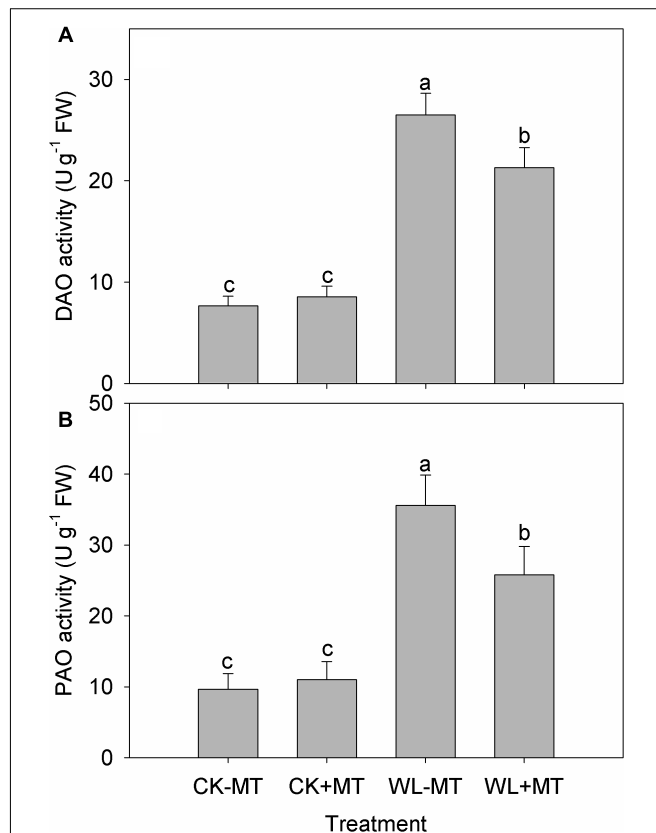 A
DAO activity (U g⁻¹ FW)
30
20
10
0
c
c
a
b
B
PAO activity (U g⁻¹ FW)
50
40
30
20
10
0
c
c
a
b
CK-MT
CK+MT
WL-MT
WL+MT
Treatment